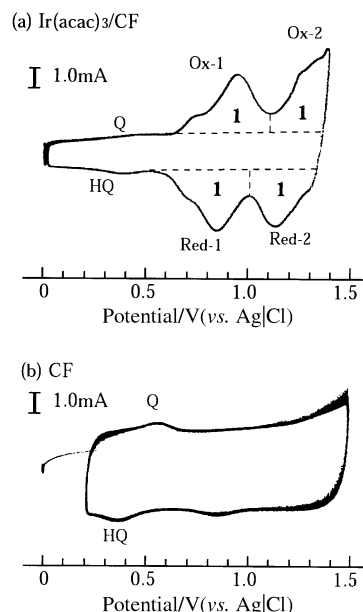 (a) Ir(acac)3/CF
Ox-2
Ox-1
1.0mA
Q
1 1
HQ
1 1
Red-1 Red-2
0 0.5 1.0 1.5
Potential/V(vs. Ag|Cl)
(b) CF
1.0mA Q
HQ
0 0.5 1.0 1.5
Potential/V(vs. Ag|Cl)